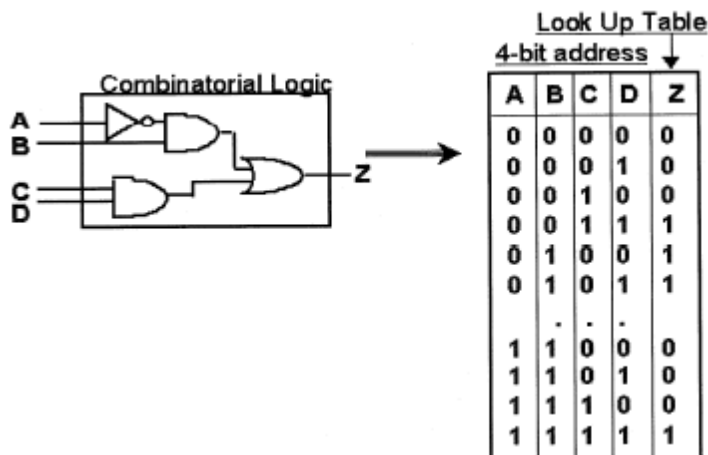 Look Up Table
4-bit address
Combinatorial Logic
A
B
C
D
Z
A B C D Z
0 0 0 0 0
0 0 0 1 0
0 0 1 0 0
0 0 1 1 1
0 1 0 0 1
0 1 0 1 1
. . .
1 1 0 0 0
1 1 0 1 0
1 1 1 0 0
1 1 1 1 1